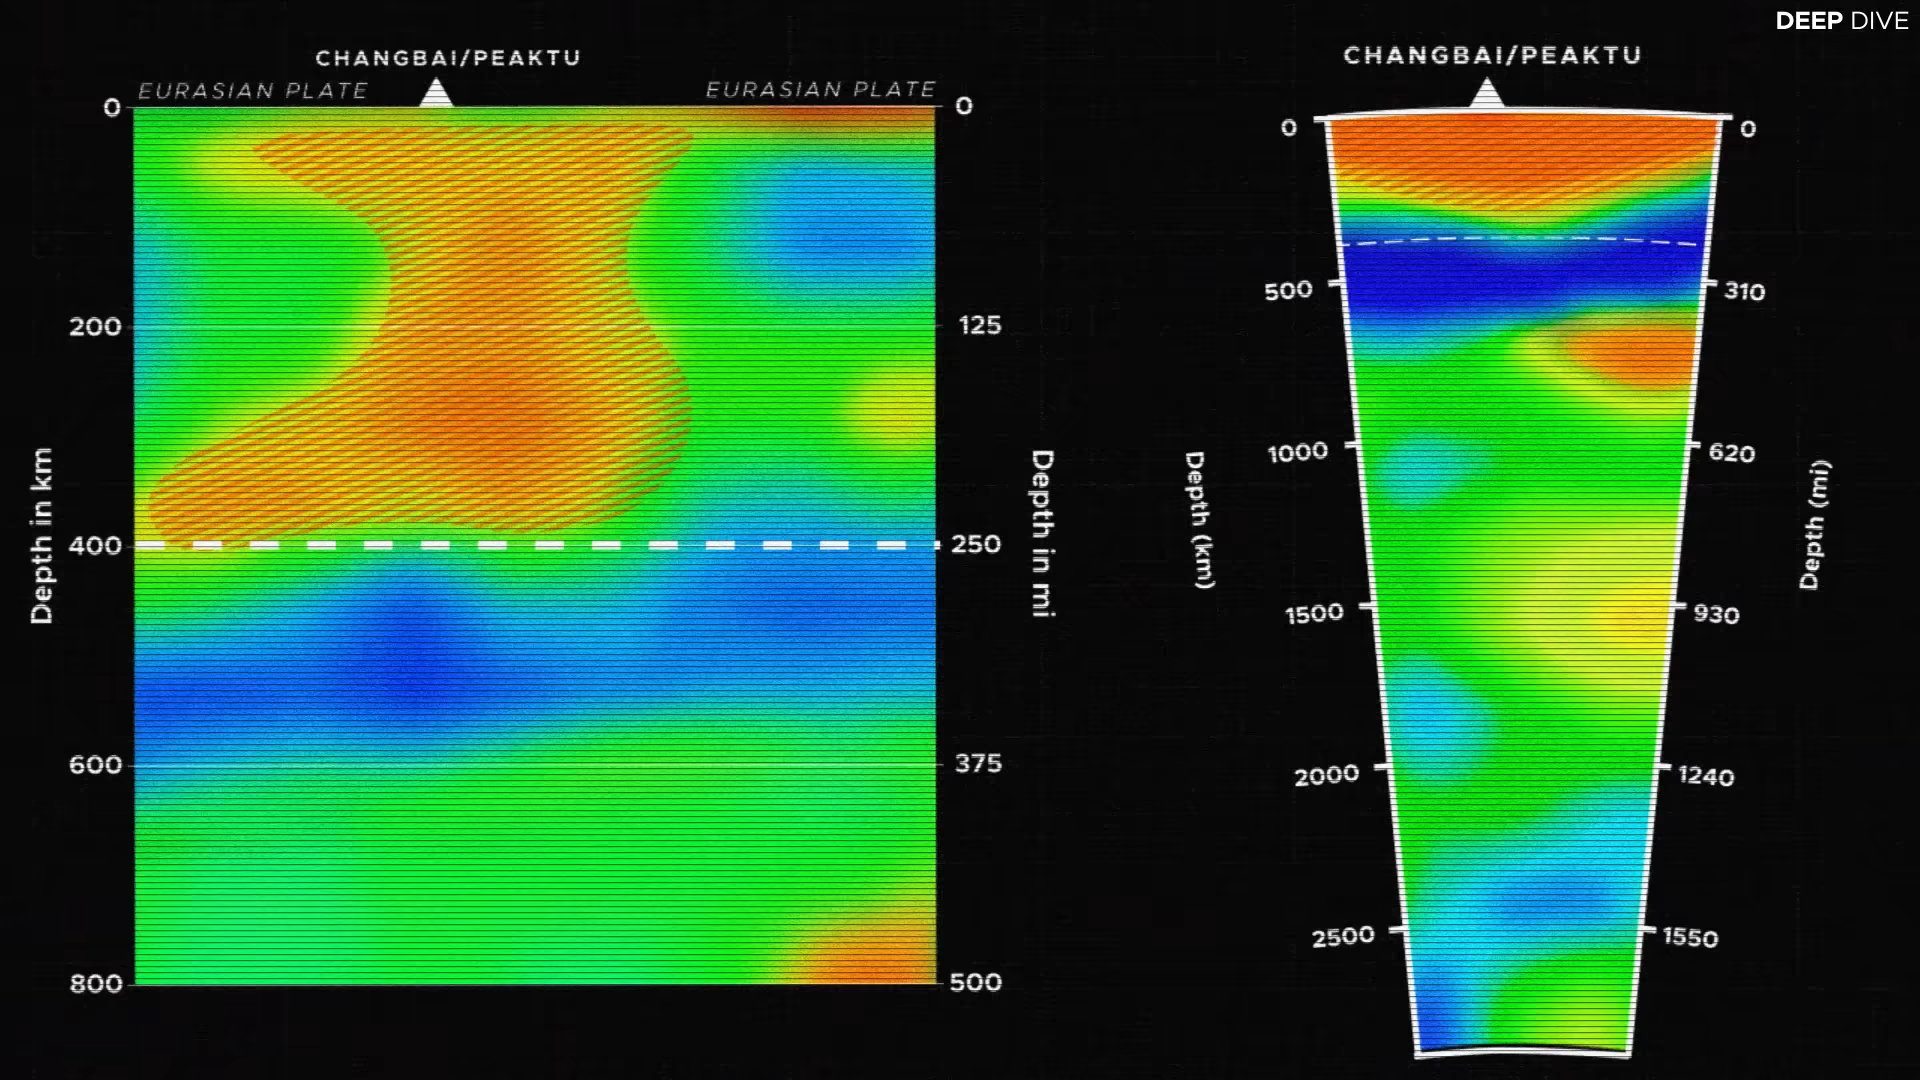 DEEP DIVE
CHANGBAI/PEAKTU
EURASIAN PLATE
EURASIAN PLATE
0
200
400
600
800
Depth in km
0
125
250
375
500
Depth in mi
CHANGBAI/PEAKTU
0
500
1000
1500
2000
2500
Depth (km)
0
310
620
930
1240
1550
Depth (mi)